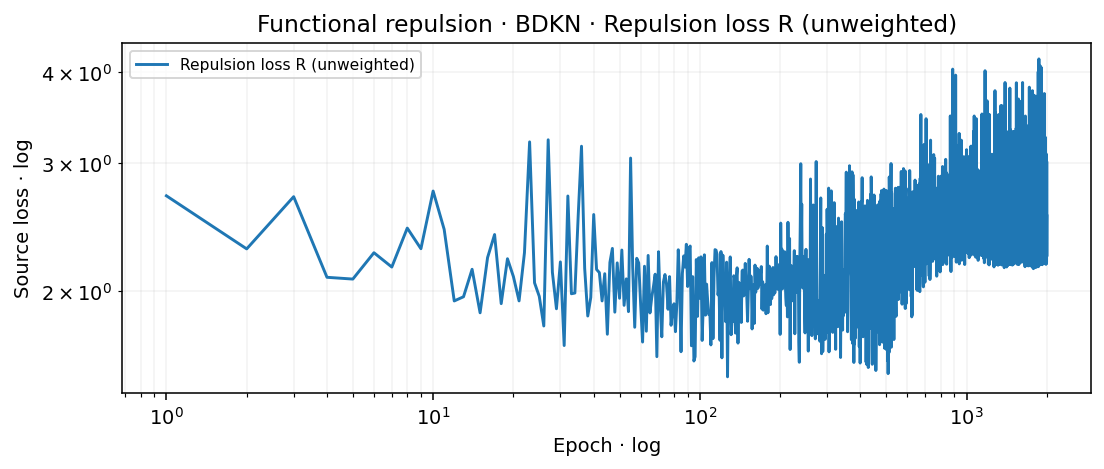 Functional repulsion · BDKN · Repulsion loss R (unweighted)
Repulsion loss R (unweighted)
Source loss · log
4 × 10⁰
3 × 10⁰
2 × 10⁰
10⁰ 10¹ 10² 10³
Epoch · log